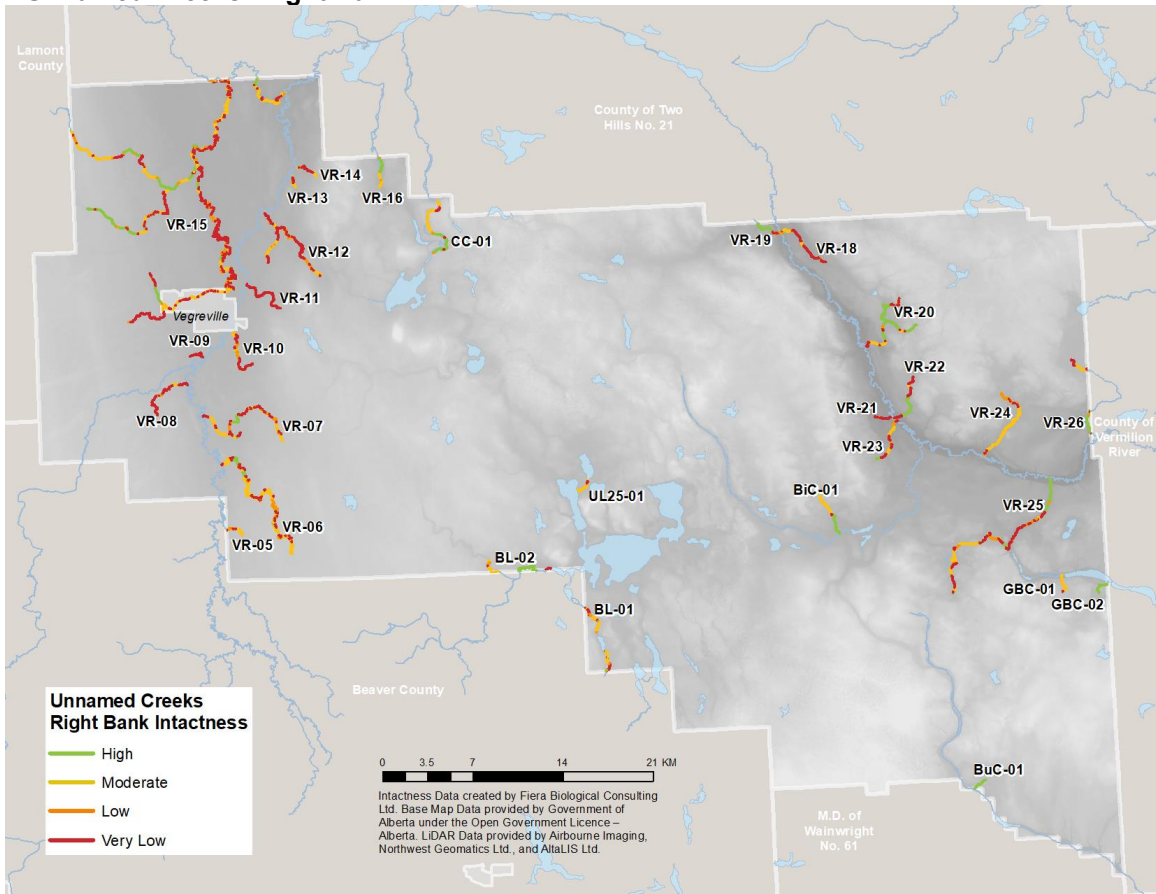 Lamont
County
County of Two
Hills No. 21
VR-14
VR-13
VR-16
VR-15
CC-01
VR-19
VR-18
VR-12
VR-11
Vegreville
VR-20
VR-09
VR-10
VR-22
VR-08
VR-07
VR-21
VR-24
VR-26
County of
Vermilion
River
VR-23
UL25-01
BiC-01
VR-25
VR-06
VR-05
BL-02
GBC-01
GBC-02
BL-01
Beaver County
Unnamed Creeks
Right Bank Intactness
High
Moderate
Low
Very Low
0 3.5 7 14 21 KM
Intactness Data created by Fiera Biological Consulting
Ltd. Base Map Data provided by Government of
Alberta under the Open Government Licence –
Alberta. LiDAR Data provided by Airbourne Imaging,
Northwest Geomatics Ltd., and AltaLIS Ltd.
BuC-01
M.D. of
Wainwright
No. 61